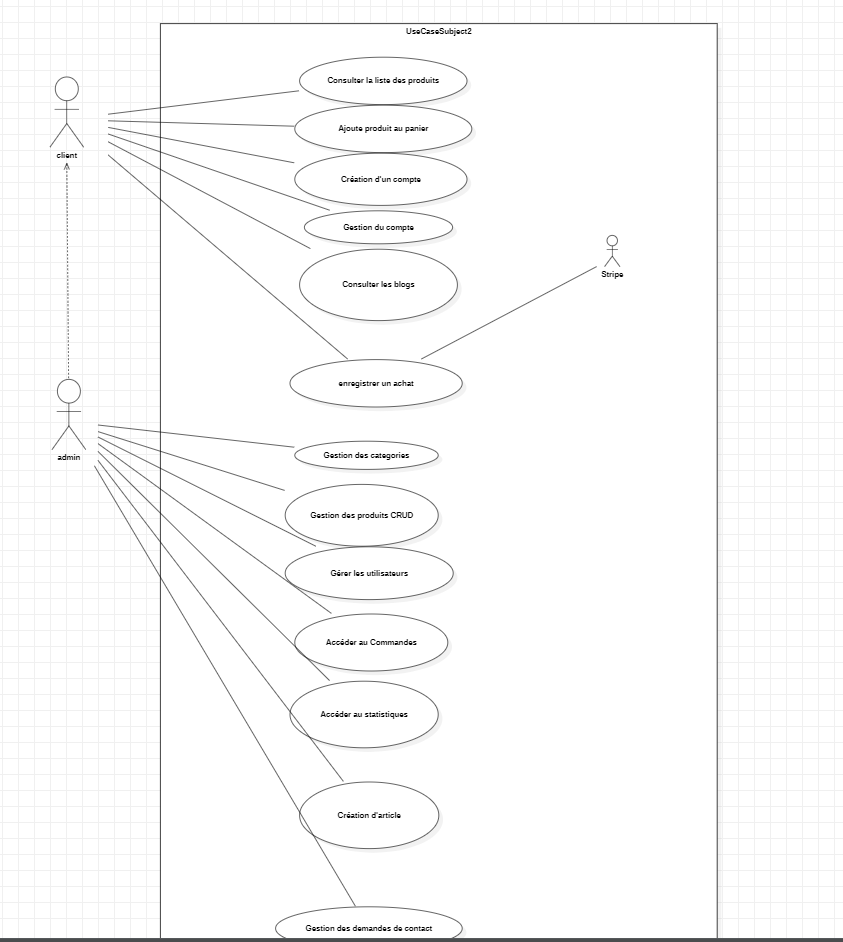 UseCaseSubject2
Consulter la liste des produits
Ajoute produit au panier
client
Création d'un compte
Gestion du compte
Stripe
Consulter les blogs
enregistrer un achat
admin
Gestion des categories
Gestion des produits CRUD
Gérer les utilisateurs
Accéder au Commandes
Accéder au statistiques
Création d'article
Gestion des demandes de contact